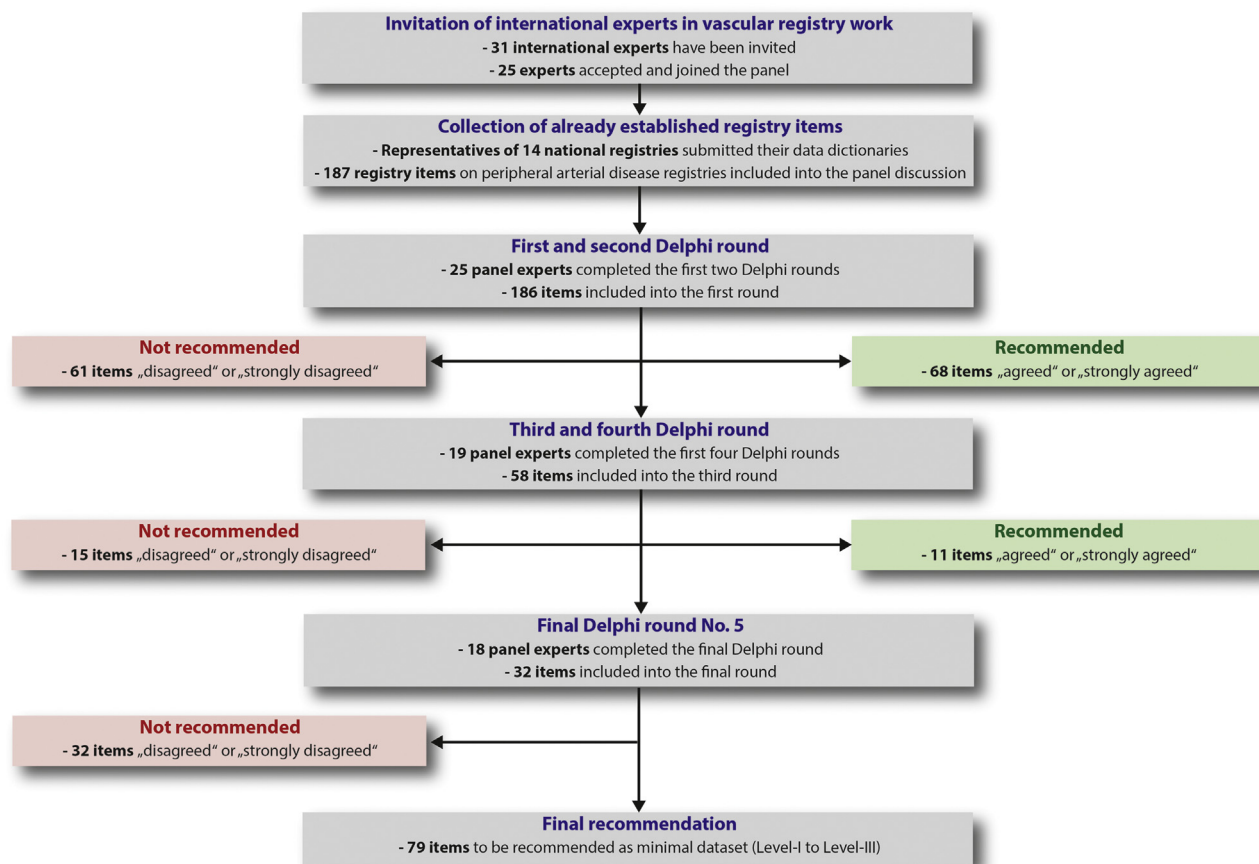 Invitation of international experts in vascular registry work
- 31 international experts have been invited
- 25 experts accepted and joined the panel
Collection of already established registry items
- Representatives of 14 national registries submitted their data dictionaries
- 187 registry items on peripheral arterial disease registries included into the panel discussion
First and second Delphi round
- 25 panel experts completed the first two Delphi rounds
- 186 items included into the first round
Not recommended
- 61 items „disagreed“ or „strongly disagreed“
Recommended
- 68 items „agreed“ or „strongly agreed“
Third and fourth Delphi round
- 19 panel experts completed the first four Delphi rounds
- 58 items included into the third round
Not recommended
- 15 items „disagreed“ or „strongly disagreed“
Recommended
- 11 items „agreed“ or „strongly agreed“
Final Delphi round No. 5
- 18 panel experts completed the final Delphi round
- 32 items included into the final round
Not recommended
- 32 items „disagreed“ or „strongly disagreed“
Final recommendation
- 79 items to be recommended as minimal dataset (Level-I to Level-III)